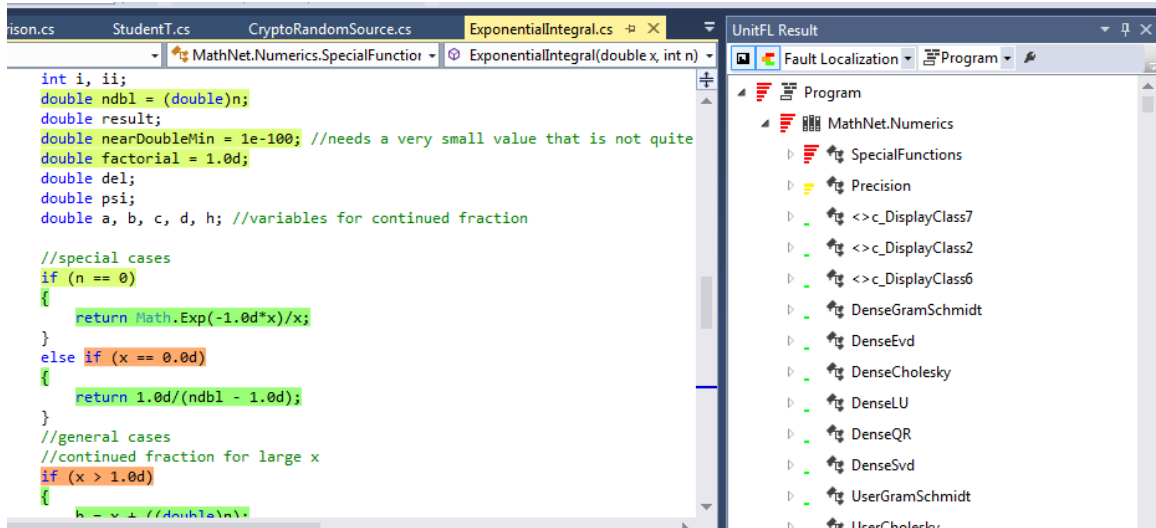 rison.cs StudentT.cs CryptoRandomSource.cs ExponentialIntegral.cs
MathNet.Numerics.SpecialFunctior ExponentialIntegral(double x, int n)
int i, ii;
double ndbl = (double)n;
double result;
double nearDoubleMin = 1e-100; //needs a very small value that is not quite
double factorial = 1.0d;
double del;
double psi;
double a, b, c, d, h; //variables for continued fraction
//special cases
if (n == 0)
{
return Math.Exp(-1.0d*x)/x;
}
else if (x == 0.0d)
{
return 1.0d/(ndbl - 1.0d);
}
//general cases
//continued fraction for large x
if (x > 1.0d)
{
b = x + ((double)n);
UnitFL Result
Fault Localization Program
Program
MathNet.Numerics
SpecialFunctions
Precision
<>c_DisplayClass7
<>c_DisplayClass2
<>c_DisplayClass6
DenseGramSchmidt
DenseEvd
DenseCholesky
DenseLU
DenseQR
DenseSvd
UserGramSchmidt
UserCholesky